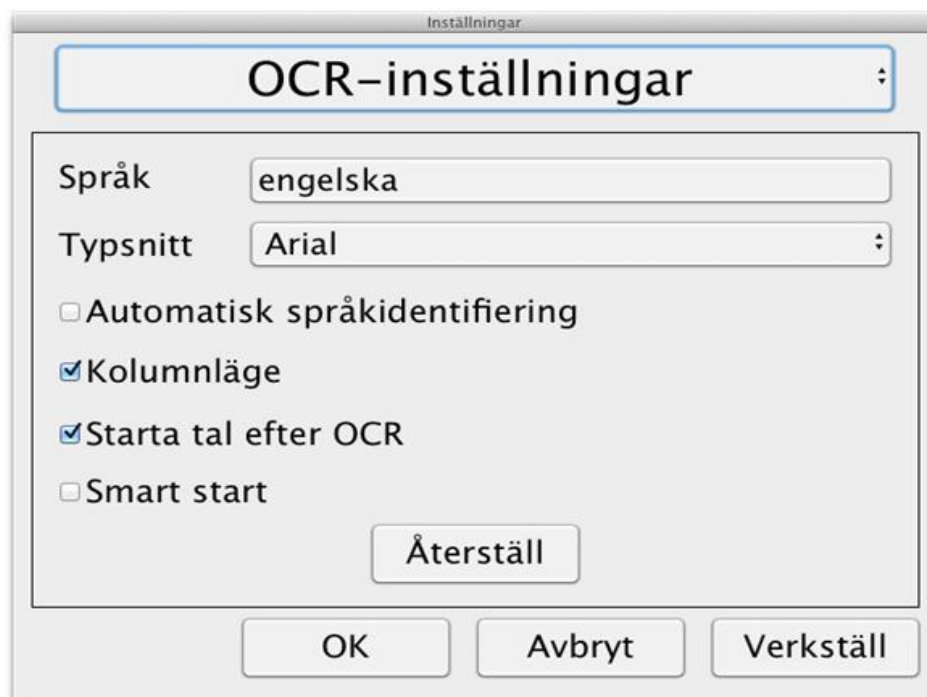 Inställningar
OCR-inställningar
Språk engelska
Typsnitt Arial
Automatisk språkidentifiering
Kolumnläge
Starta tal efter OCR
Smart start
Återställ
OK Avbryt Verkställ